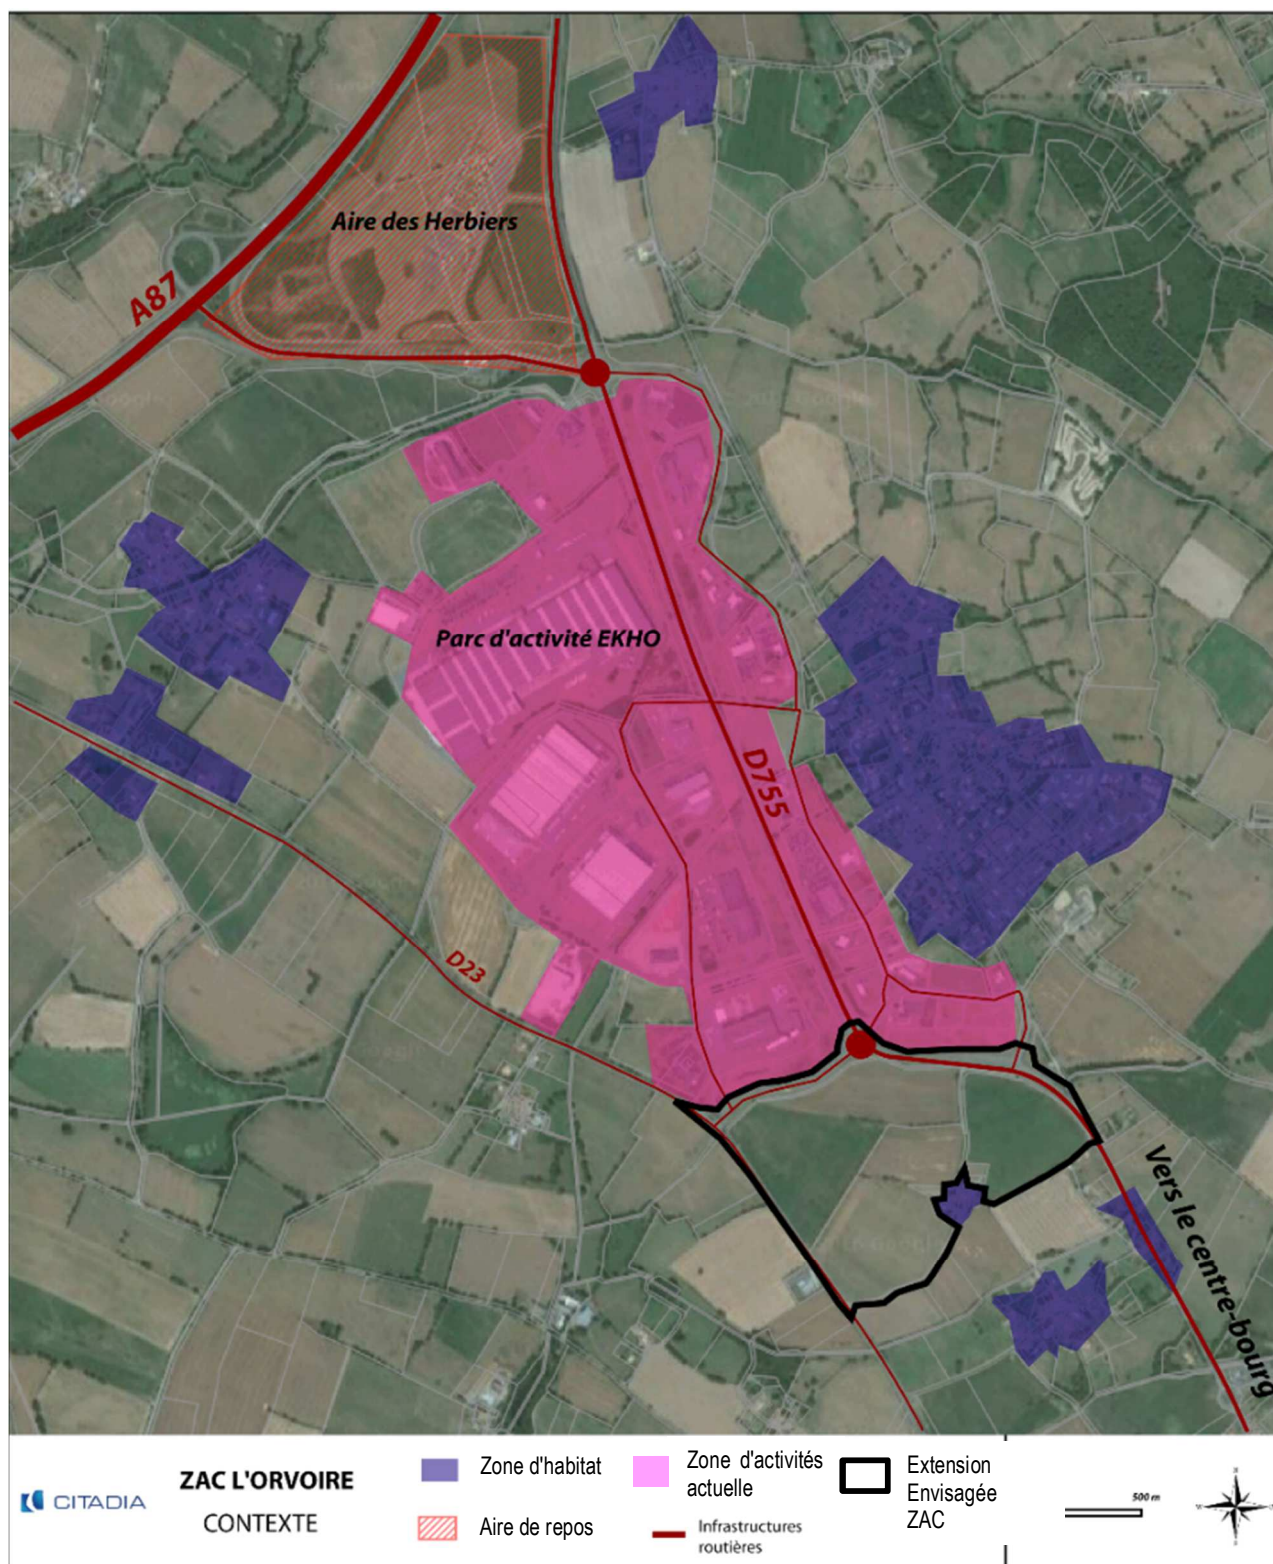 Aire des Herbiers
A87
Parc d'activité EKHO
D755
D23
Vers le centre-bourg
CITADIA
ZAC L'ORVOIRE
CONTEXTE
Zone d'habitat
Aire de repos
Zone d'activités
actuelle
Infrastructures
routières
Extension
Envisagée
ZAC
500 m